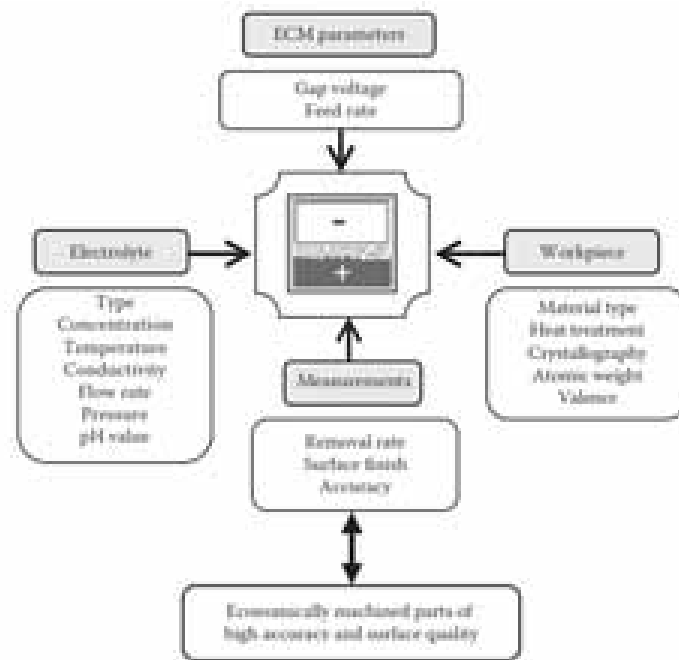 ECM parameters
Gap voltage
Feed rate
-
+
Electrolyte
Type
Concentration
Temperature
Conductivity
Flow rate
Pressure
pH value
Workpiece
Material type
Heat treatment
Crystallography
Atomic weight
Valence
Measurements
Removal rate
Surface finish
Accuracy
Economically machined parts of
high accuracy and surface quality